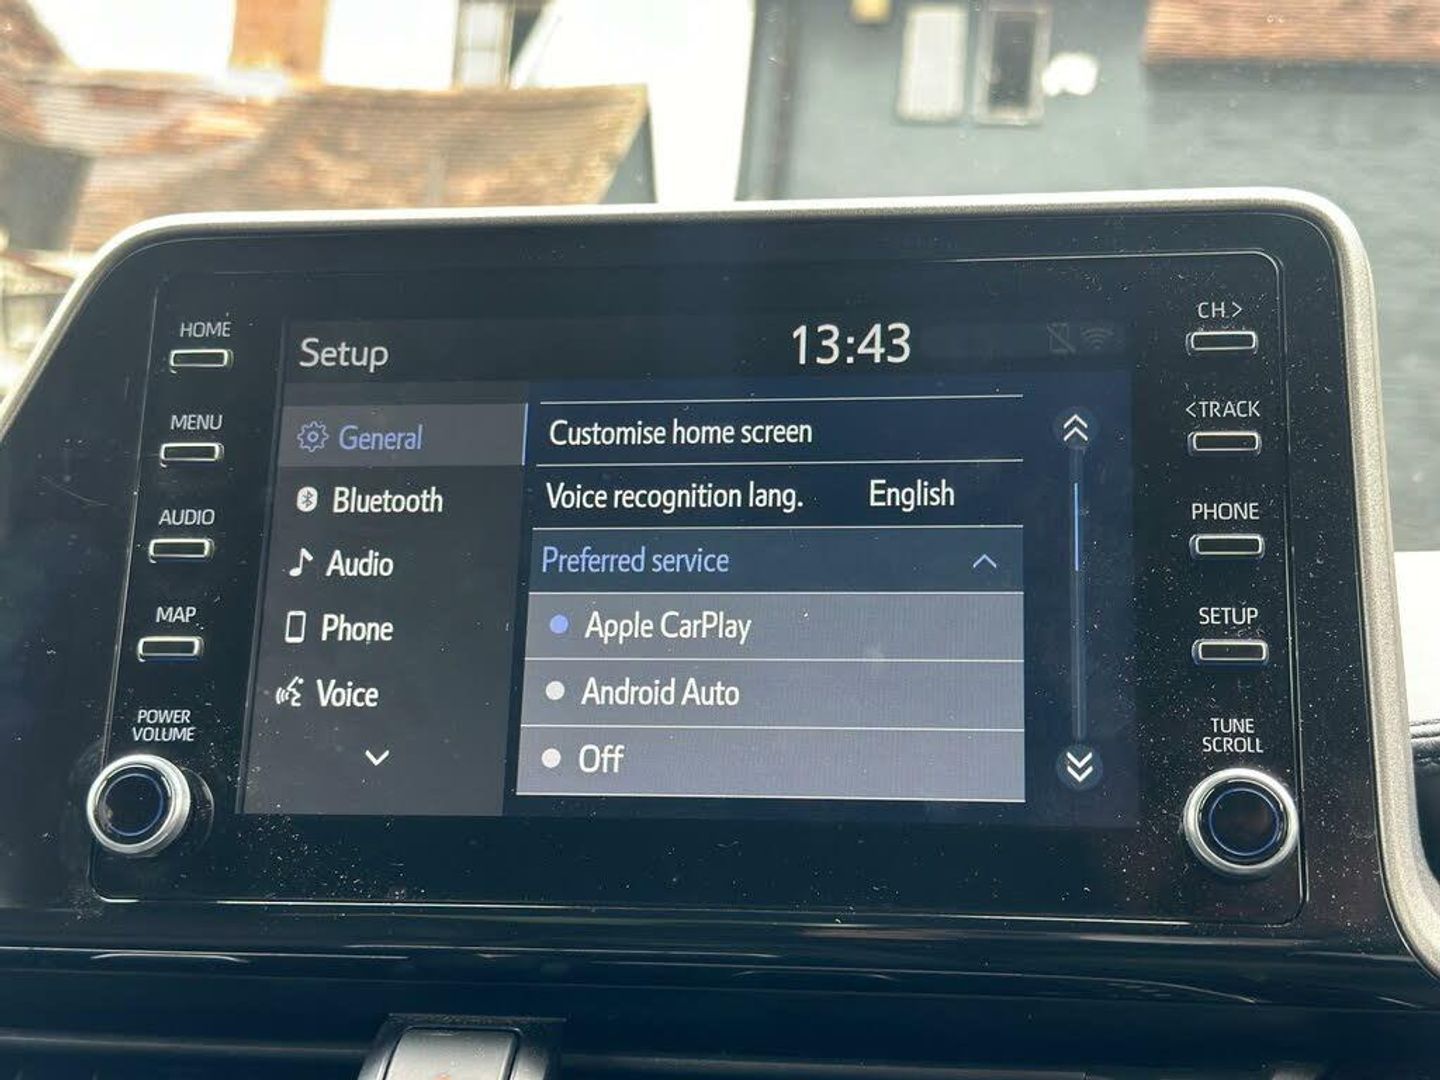 HOME
MENU
AUDIO
MAP
POWER
VOLUME
Setup
13:43
General
Bluetooth
Audio
Phone
Voice
Customise home screen
Voice recognition lang. English
Preferred service
Apple CarPlay
Android Auto
Off
CH.>
<TRACK
PHONE
SETUP
TUNE
SCROLL